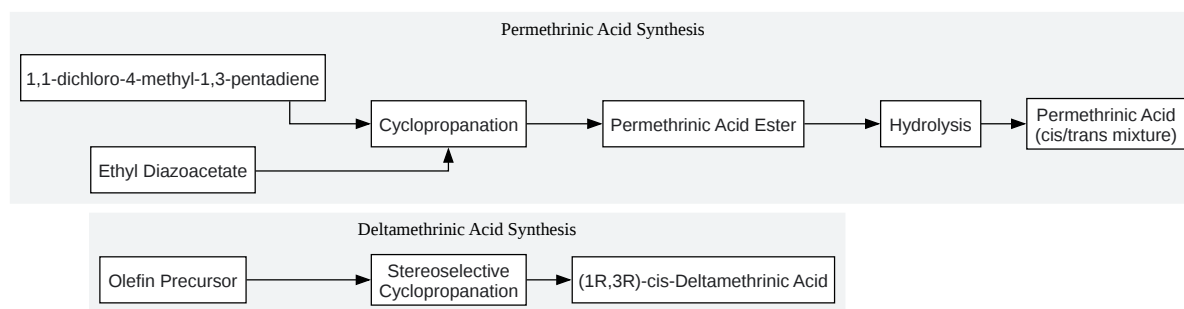 Permethrinic Acid Synthesis
1,1-dichloro-4-methyl-1,3-pentadiene
Cyclopropanation
Permethrinic Acid Ester
Hydrolysis
Permethrinic Acid
(cis/trans mixture)
Ethyl Diazoacetate
Deltamethrinic Acid Synthesis
Olefin Precursor
Stereoselective
Cyclopropanation
(1R,3R)-cis-Deltamethrinic Acid